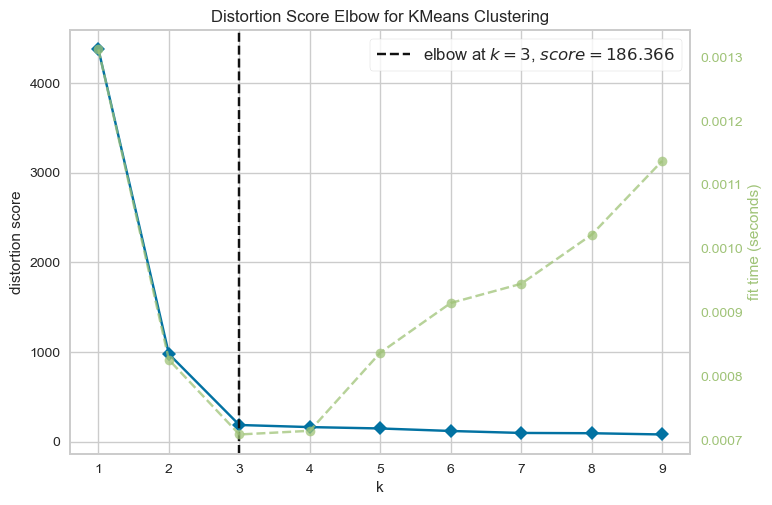 Distortion Score Elbow for KMeans Clustering
elbow at k = 3, score = 186.366
distortion score
4000
3000
2000
1000
0
0.0013
0.0012
0.0011
0.0010
0.0009
0.0008
0.0007
fit time (seconds)
1 2 3 4 5 6 7 8 9
k